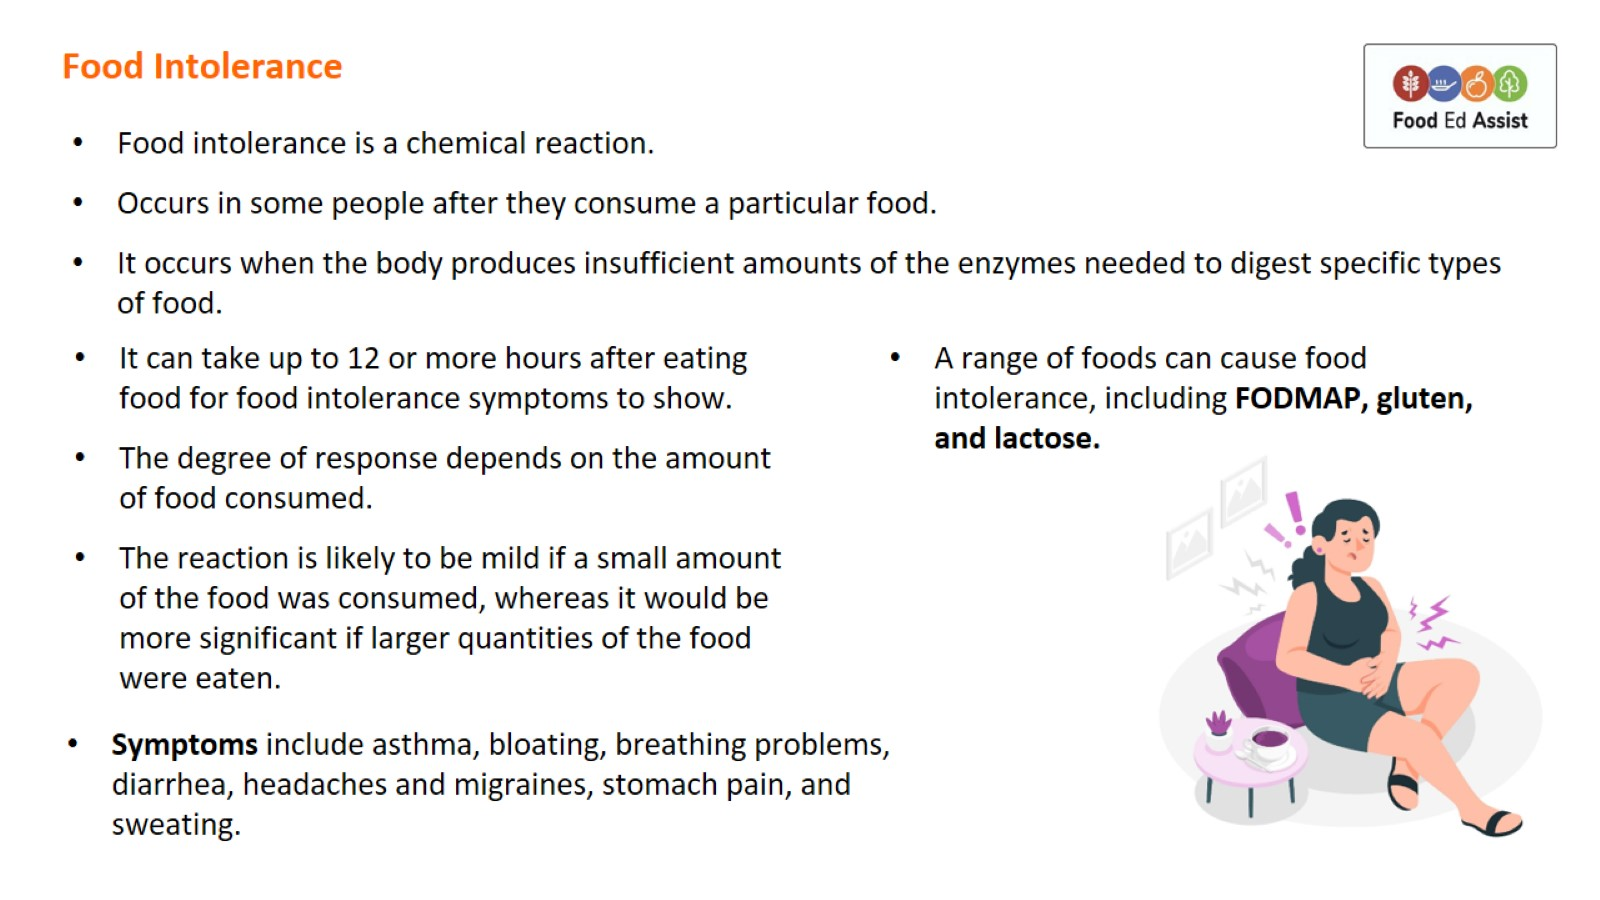 Food Intolerance
Food Ed Assist
• Food intolerance is a chemical reaction.
• Occurs in some people after they consume a particular food.
• It occurs when the body produces insufficient amounts of the enzymes needed to digest specific types
of food.
• It can take up to 12 or more hours after eating
food for food intolerance symptoms to show.
• The degree of response depends on the amount
of food consumed.
• The reaction is likely to be mild if a small amount
of the food was consumed, whereas it would be
more significant if larger quantities of the food
were eaten.
• Symptoms include asthma, bloating, breathing problems,
diarrhea, headaches and migraines, stomach pain, and
sweating.
• A range of foods can cause food
intolerance, including FODMAP, gluten,
and lactose.